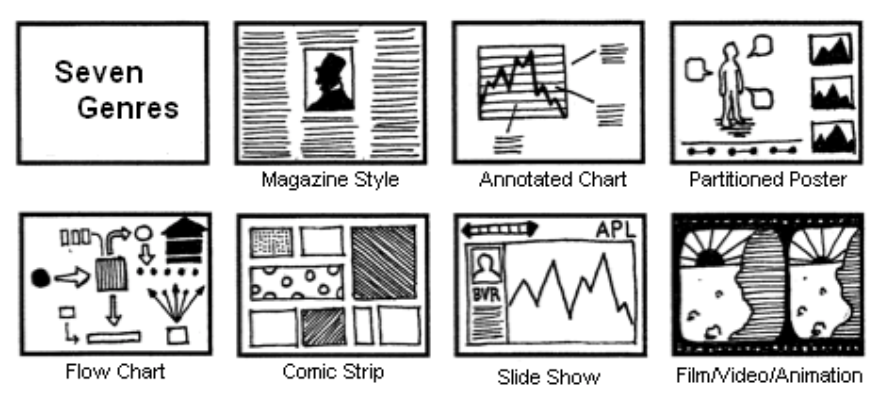 Seven
Genres
Magazine Style
Annotated Chart
Partitioned Poster
APL
BVR
Flow Chart
Comic Strip
Slide Show
Film/Video/Animation